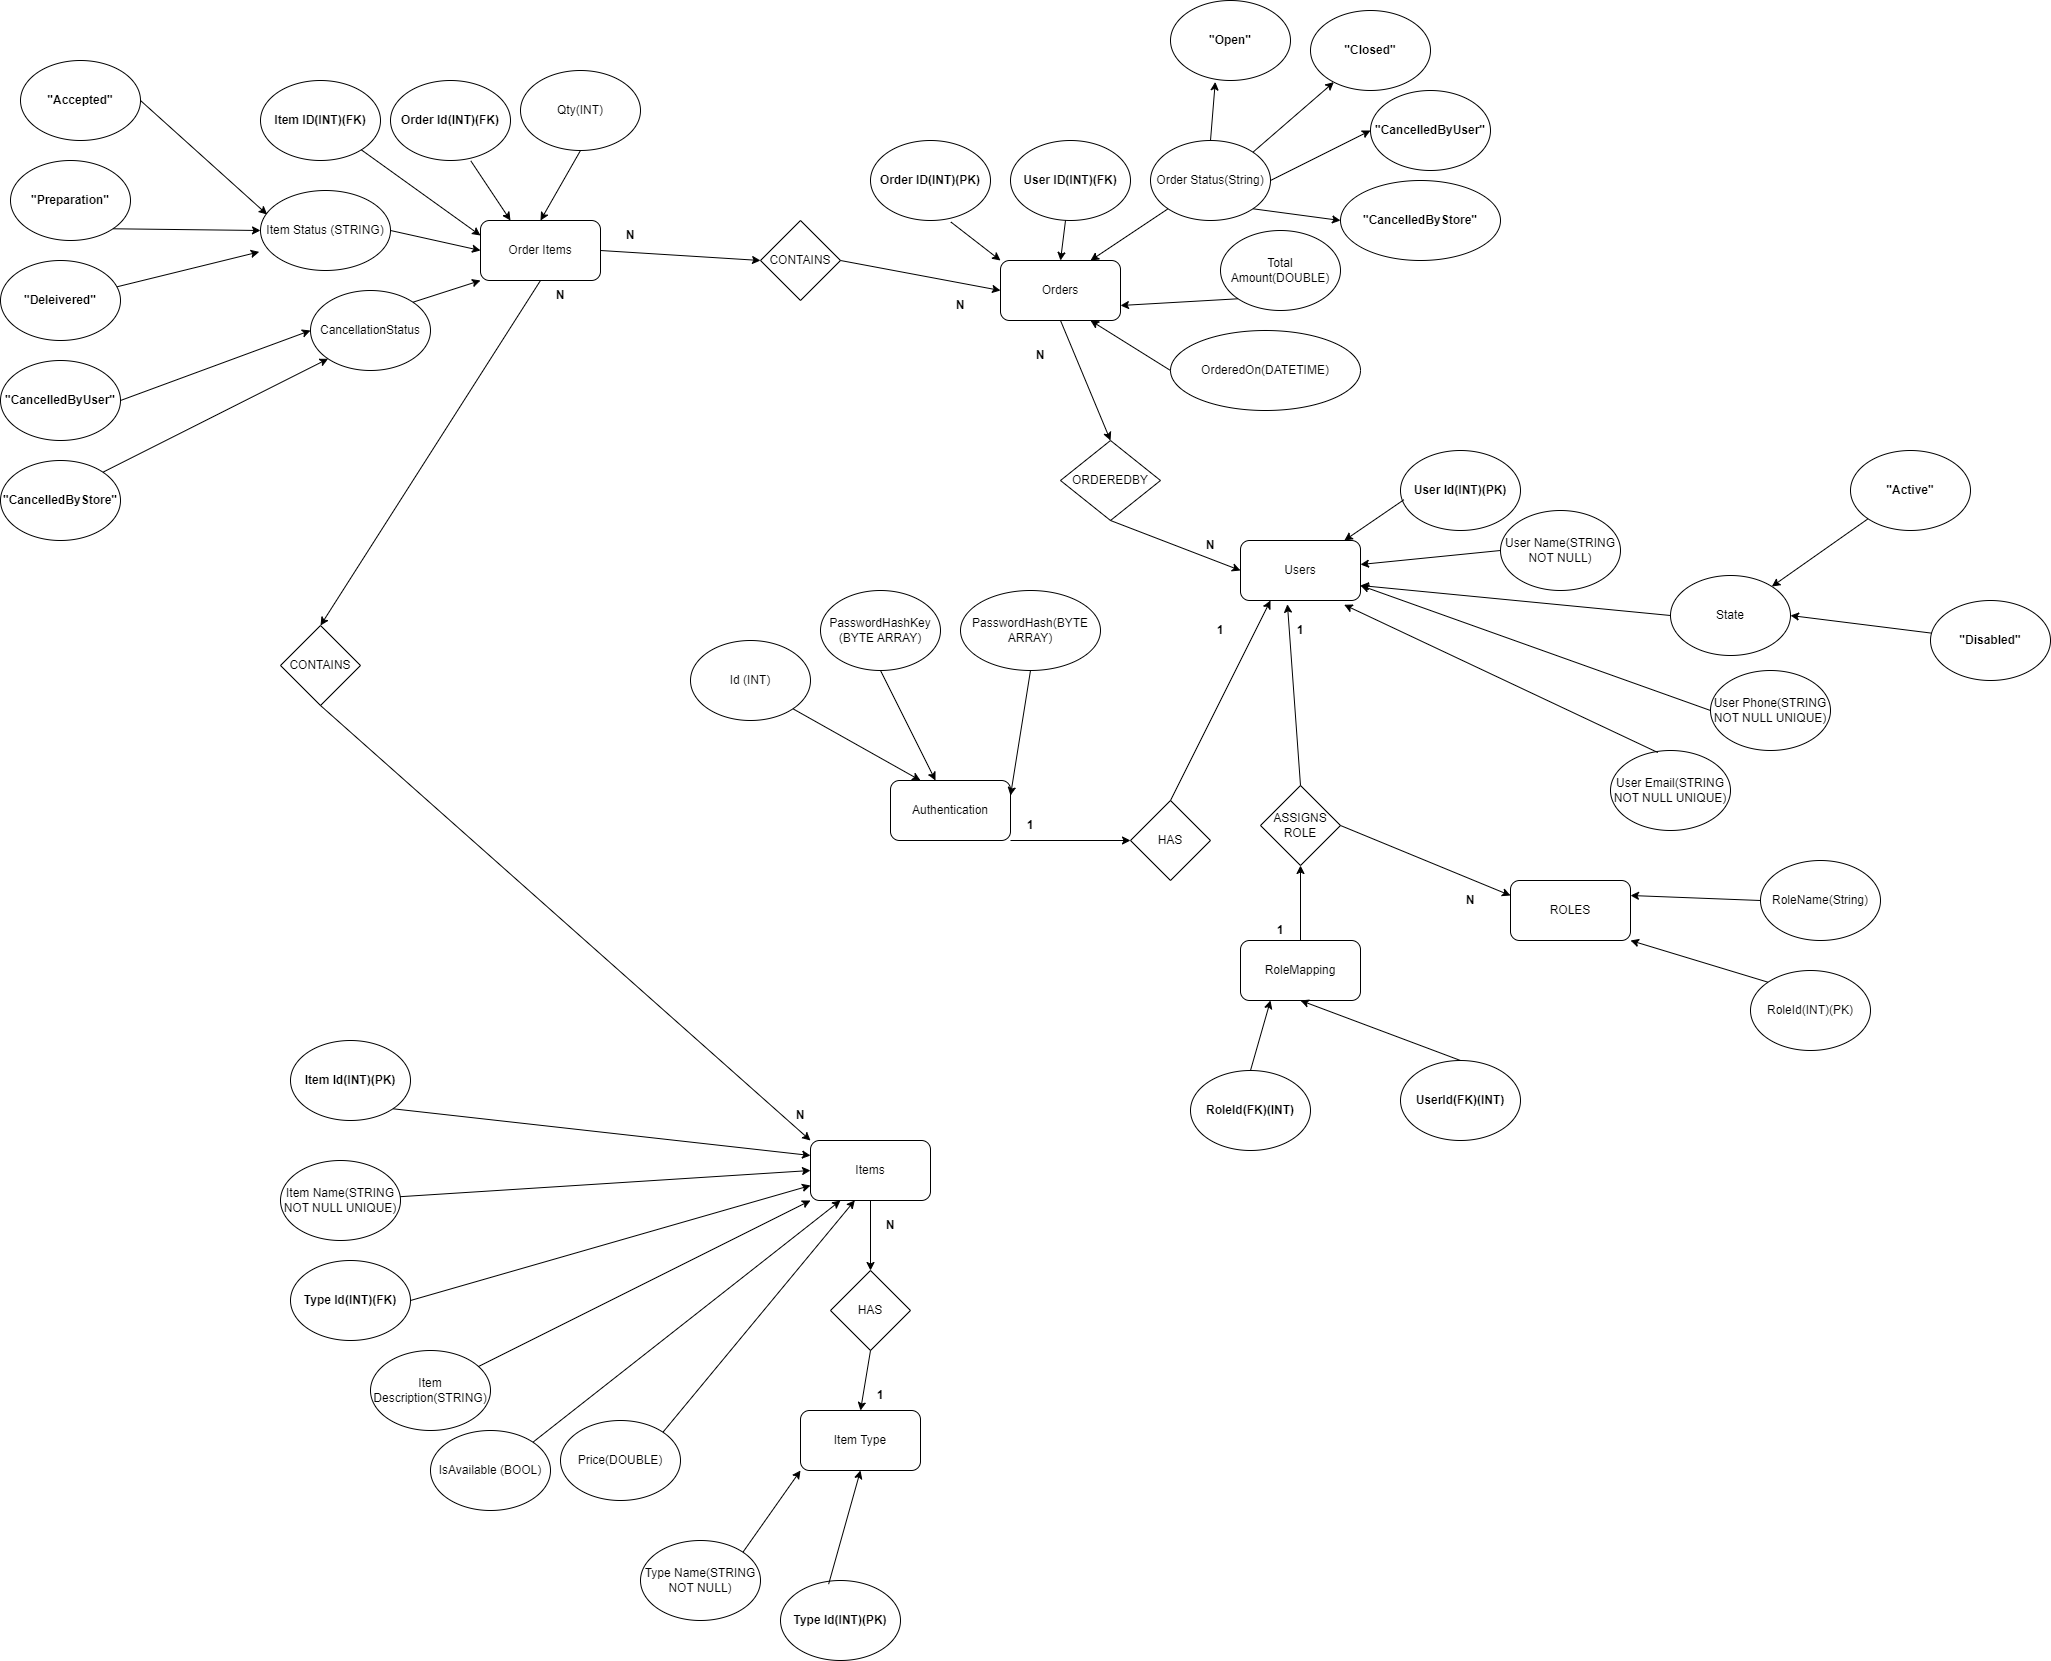 "Open"
"Closed"
"Accepted"
Item ID(INT)(FK)
Order Id(INT)(FK)
Qty(INT)
"CancelledByUser"
Order ID(INT)(PK)
User ID(INT)(FK)
Order Status(String)
"Preparation"
"CancelledByStore"
Item Status (STRING)
N
Order Items
CONTAINS
Total
Amount(DOUBLE)
"Deleivered"
N
N
Orders
CancellationStatus
N
OrderedOn(DATETIME)
"CancelledByUser"
ORDEREDBY
"CancelledByStore"
User Id(INT)(PK)
"Active"
N
User Name(STRING
NOT NULL)
Users
PasswordHashKey
(BYTE ARRAY)
PasswordHash(BYTE
ARRAY)
1
1
State
"Disabled"
CONTAINS
Id (INT)
User Phone(STRING
NOT NULL UNIQUE)
User Email(STRING
NOT NULL UNIQUE)
Authentication
1
HAS
ASSIGNS
ROLE
N
ROLES
RoleName(String)
1
RoleMapping
RoleId(INT)(PK)
Item Id(INT)(PK)
RoleId(FK)(INT)
UserId(FK)(INT)
N
Items
Item Name(STRING
NOT NULL UNIQUE)
N
Type Id(INT)(FK)
HAS
Item
Description(STRING)
1
IsAvailable (BOOL)
Price(DOUBLE)
Item Type
Type Name(STRING
NOT NULL)
Type Id(INT)(PK)